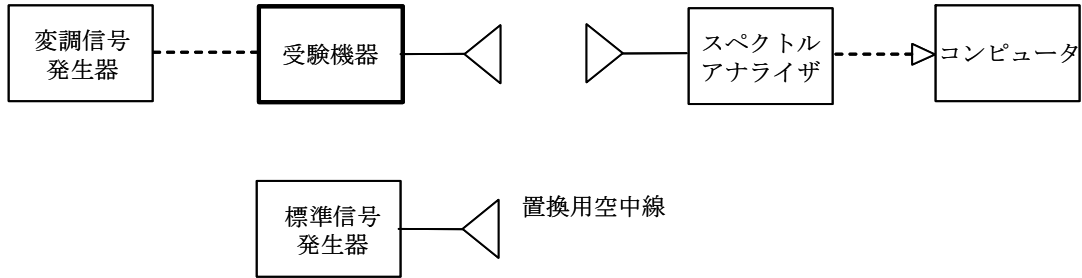 変調信号
発生器
受験機器
スペクトル
アナライザ
コンピュータ
標準信号
発生器
置換用空中線